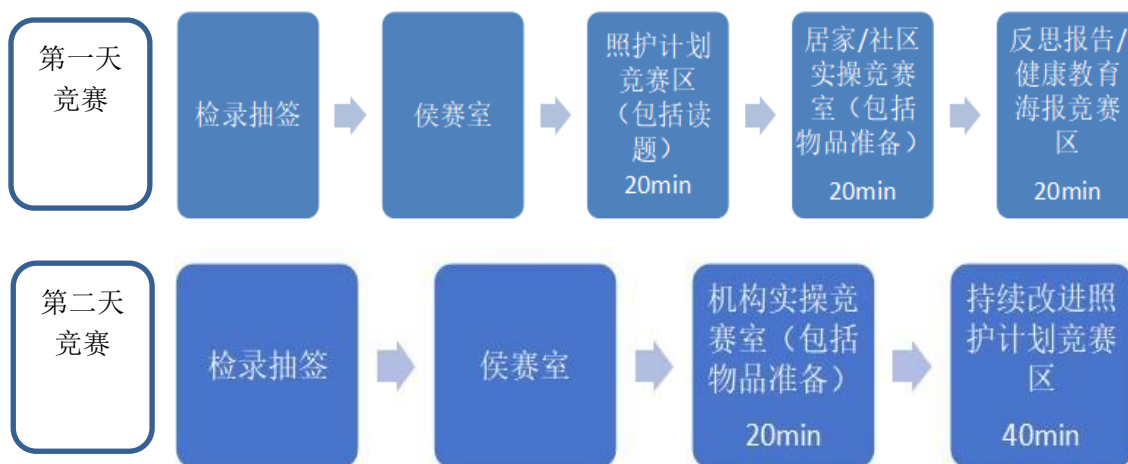 第一天
竞赛
检录抽签
侯赛室
照护计划
竞赛区
（包括读
题）
20min
居家/社区
实操竞赛
室（包括
物品准备）
20min
反思报告/
健康教育
海报竞赛
区
20min
第二天
竞赛
检录抽签
侯赛室
机构实操竞
赛室（包括
物品准备）
20min
持续改进照
护计划竞赛
区
40min